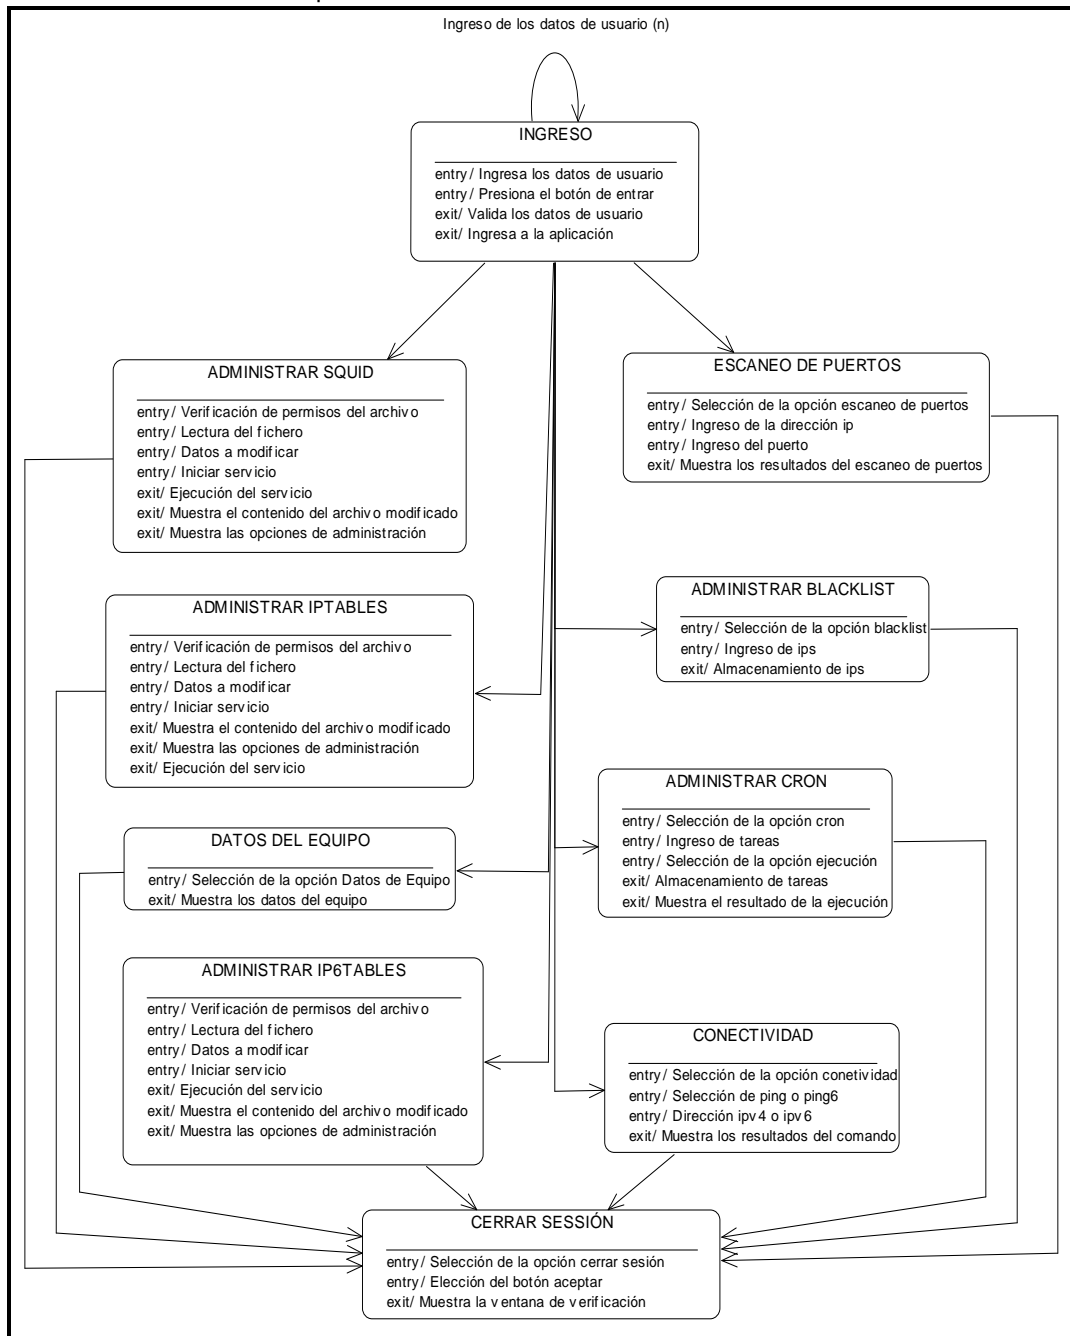 Ingreso de los datos de usuario (n)
INGRESO
entry/ Ingresa los datos de usuario
entry/ Presiona el botón de entrar
exit/ Valida los datos de usuario
exit/ Ingresa a la aplicación
ADMINISTRAR SQUID
entry/ Verificación de permisos del archivo
entry/ Lectura del fichero
entry/ Datos a modificar
entry/ Iniciar servicio
exit/ Ejecución del servicio
exit/ Muestra el contenido del archivo modificado
exit/ Muestra las opciones de administración
ESCANEO DE PUERTOS
entry/ Selección de la opción escaneo de puertos
entry/ Ingreso de la dirección ip
entry/ Ingreso del puerto
exit/ Muestra los resultados del escaneo de puertos
ADMINISTRAR IPTABLES
entry/ Verificación de permisos del archivo
entry/ Lectura del fichero
entry/ Datos a modificar
entry/ Iniciar servicio
exit/ Muestra el contenido del archivo modificado
exit/ Muestra las opciones de administración
exit/ Ejecución del servicio
ADMINISTRAR BLACKLIST
entry/ Selección de la opción blacklist
entry/ Ingreso de ips
exit/ Almacenamiento de ips
DATOS DEL EQUIPO
entry/ Selección de la opción Datos de Equipo
exit/ Muestra los datos del equipo
ADMINISTRAR CRON
entry/ Selección de la opción cron
entry/ Ingreso de tareas
entry/ Selección de la opción ejecución
exit/ Almacenamiento de tareas
exit/ Muestra el resultado de la ejecución
ADMINISTRAR IP6TABLES
entry/ Verificación de permisos del archivo
entry/ Lectura del fichero
entry/ Datos a modificar
entry/ Iniciar servicio
exit/ Ejecución del servicio
exit/ Muestra el contenido del archivo modificado
exit/ Muestra las opciones de administración
CONECTIVIDAD
entry/ Selección de la opción conetividad
entry/ Selección de ping o ping6
entry/ Dirección ipv4 o ipv6
exit/ Muestra los resultados del comando
CERRAR SESSIÓN
entry/ Selección de la opción cerrar sesión
entry/ Elección del botón aceptar
exit/ Muestra la ventana de verificación